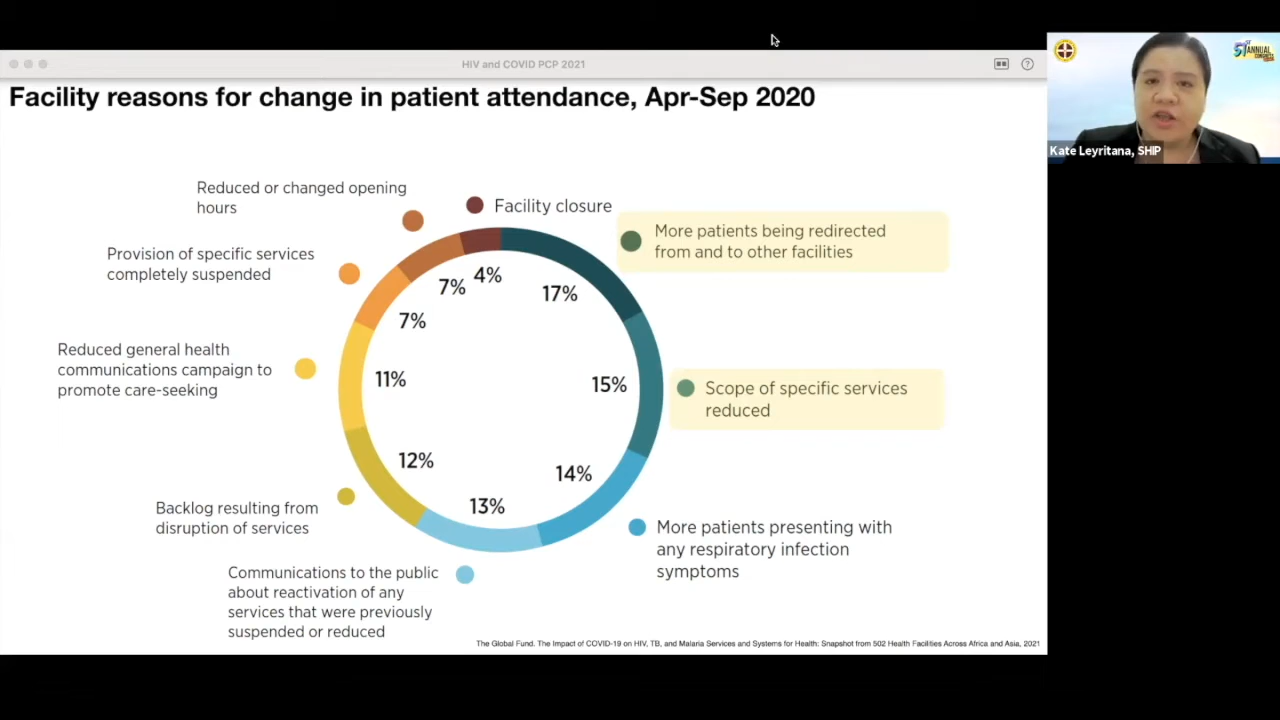 HIV and COVID PCP 2021
Facility reasons for change in patient attendance, Apr-Sep 2020
Reduced or changed opening
hours
Facility closure
More patients being redirected
from and to other facilities
Provision of specific services
completely suspended
Reduced general health
communications campaign to
promote care-seeking
Scope of specific services
reduced
Backlog resulting from
disruption of services
More patients presenting with
any respiratory infection
symptoms
Communications to the public
about reactivation of any
services that were previously
suspended or reduced
4%
17%
7%
7%
11%
15%
12%
14%
13%
The Global Fund. The Impact of COVID-19 on HIV, TB, and Malaria Services and Systems for Health: Snapshot from 502 Health Facilities Across Africa and Asia, 2021
Kate Leyritana, SHIP
51
ANNUAL